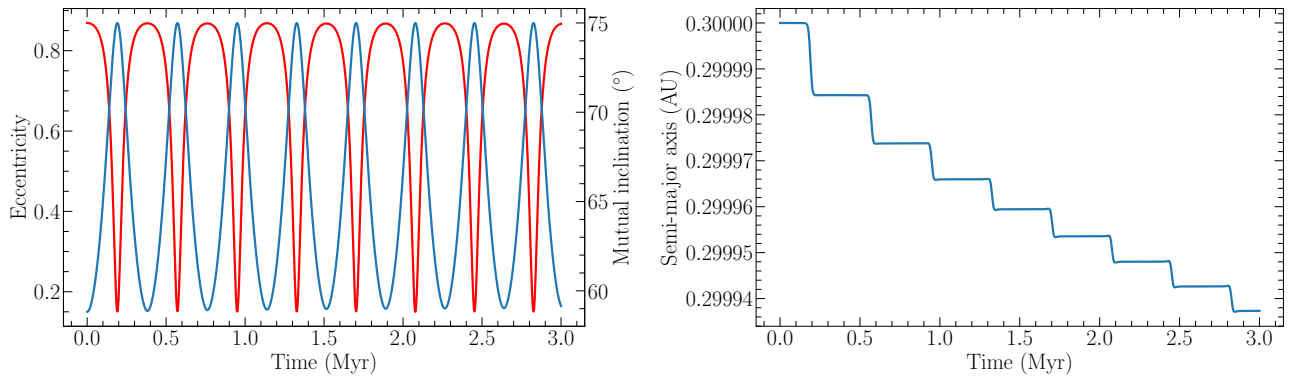 0.8
0.6
0.4
0.2
Eccentricity
75
70
65
60
Mutual inclination (°)
0.0 0.5 1.0 1.5 2.0 2.5 3.0
Time (Myr)
0.30000
0.29999
0.29998
0.29997
0.29996
0.29995
0.29994
Semi-major axis (AU)
0.0 0.5 1.0 1.5 2.0 2.5 3.0
Time (Myr)